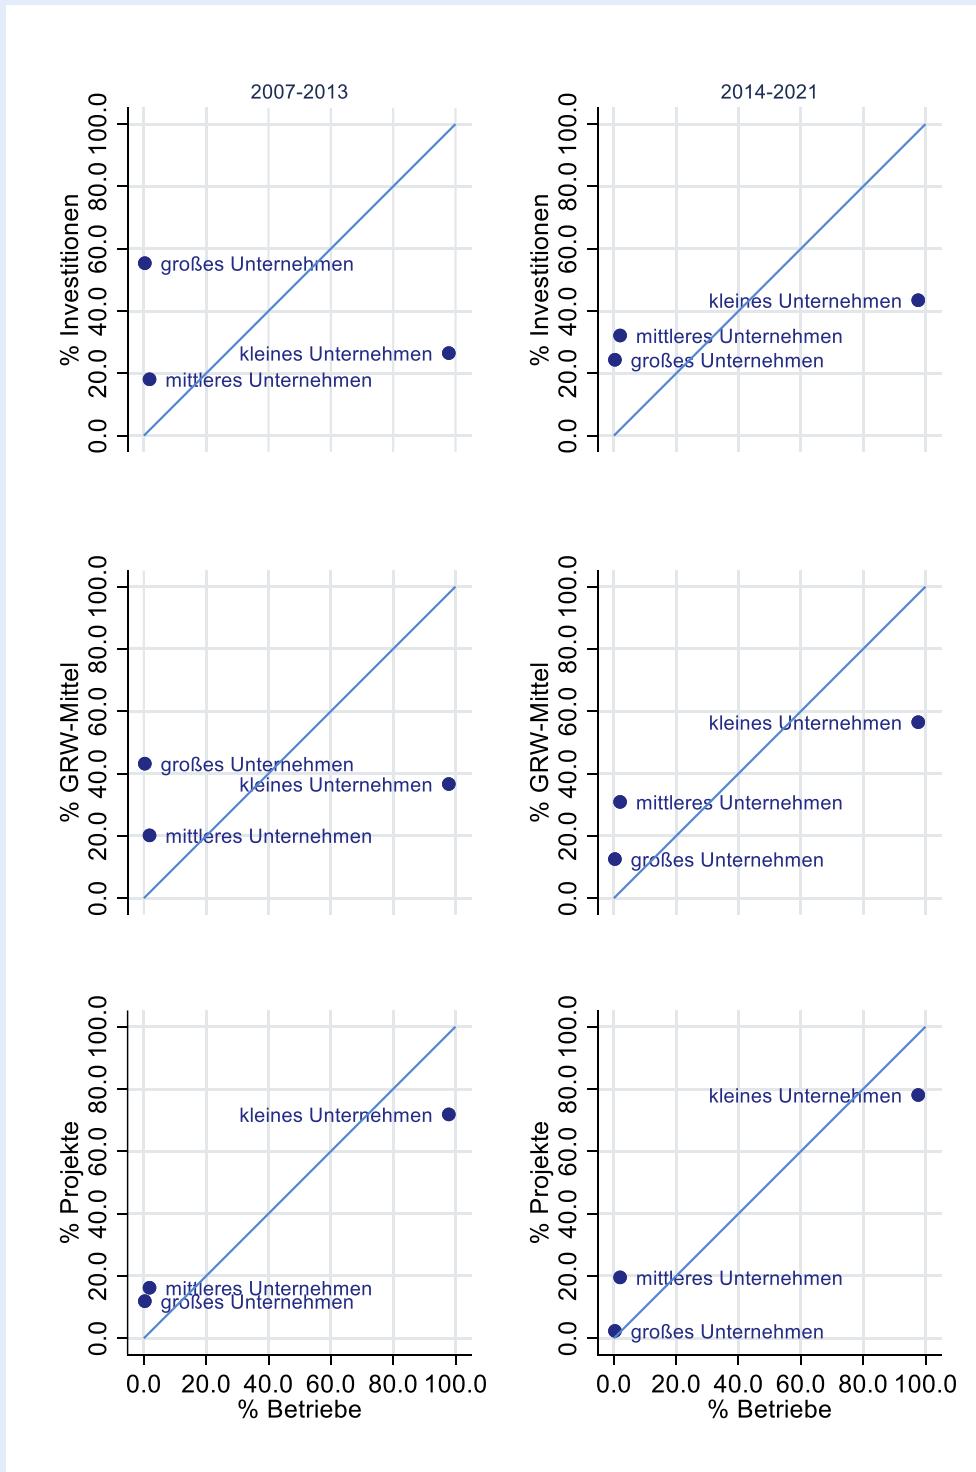 2007-2013
2014-2021
% Investitionen
0.0 20.0 40.0 60.0 80.0 100.0
großes Unternehmen
kleines Unternehmen
mittleres Unternehmen
% Investitionen
0.0 20.0 40.0 60.0 80.0 100.0
kleines Unternehmen
mittleres Unternehmen
großes Unternehmen
% GRW-Mittel
0.0 20.0 40.0 60.0 80.0 100.0
großes Unternehmen
kleines Unternehmen
mittleres Unternehmen
% GRW-Mittel
0.0 20.0 40.0 60.0 80.0 100.0
kleines Unternehmen
mittleres Unternehmen
großes Unternehmen
% Projekte
0.0 20.0 40.0 60.0 80.0 100.0
kleines Unternehmen
mittleres Unternehmen
großes Unternehmen
0.0 20.0 40.0 60.0 80.0 100.0
% Betriebe
% Projekte
0.0 20.0 40.0 60.0 80.0 100.0
kleines Unternehmen
mittleres Unternehmen
großes Unternehmen
0.0 20.0 40.0 60.0 80.0 100.0
% Betriebe